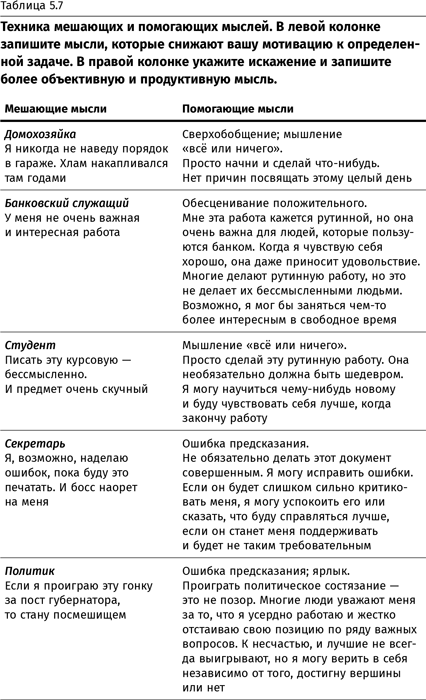 Таблица 5.7
Техника мешающих и помогающих мыслей. В левой колонке
запишите мысли, которые снижают вашу мотивацию к определен-
ной задаче. В правой колонке укажите искажение и запишите
более объективную и продуктивную мысль.
Мешающие мысли
Помогающие мысли
Домохозяйка
Я никогда не наведу порядок
в гараже. Хлам накапливался
там годами
Сверхобобщение; мышление
«всё или ничего».
Просто начни и сделай что-нибудь.
Нет причин посвящать этому целый день
Банковский служащий
У меня не очень важная
и интересная работа
Обесценивание положительного.
Мне эта работа кажется рутинной, но она
очень важна для людей, которые пользу-
ются банком. Когда я чувствую себя
хорошо, она даже приносит удовольствие.
Многие делают рутинную работу, но это
не делает их бессмысленными людьми.
Возможно, я мог бы заняться чем-то
более интересным в свободное время
Студент
Писать эту курсовую —
бессмысленно.
И предмет очень скучный
Мышление «всё или ничего».
Просто сделай эту рутинную работу. Она
необязательно должна быть шедевром.
Я могу научиться чему-нибудь новому
и буду чувствовать себя лучше, когда
закончу работу
Секретарь
Я, возможно, наделаю
ошибок, пока буду это
печатать. И босс наорет
на меня
Ошибка предсказания.
Не обязательно делать этот документ
совершенным. Я могу исправить ошибки.
Если он будет слишком сильно критико-
вать меня, я могу успокоить его или
сказать, что буду справляться лучше,
если он станет меня поддерживать
и будет не таким требовательным
Политик
Если я проиграю эту гонку
за пост губернатора,
то стану посмешищем
Ошибка предсказания; ярлык.
Проиграть политическое состязание —
это не позор. Многие люди уважают меня
за то, что я усердно работаю и жестко
отстаиваю свою позицию по ряду важных
вопросов. К несчастью, и лучшие не всег-
да выигрывают, но я могу верить в себя
независимо от того, достигну вершины
или нет